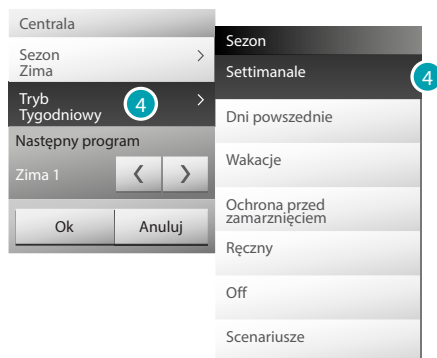 Centrala
Sezon
Zima
Tryb
Tygodniowy
4
Następny program
Zima 1
Ok
Anuluj
Sezon
Settimanale
4
Dni powszednie
Wakacje
Ochrona przed
zamarznięciem
Ręczny
Off
Scenariusze